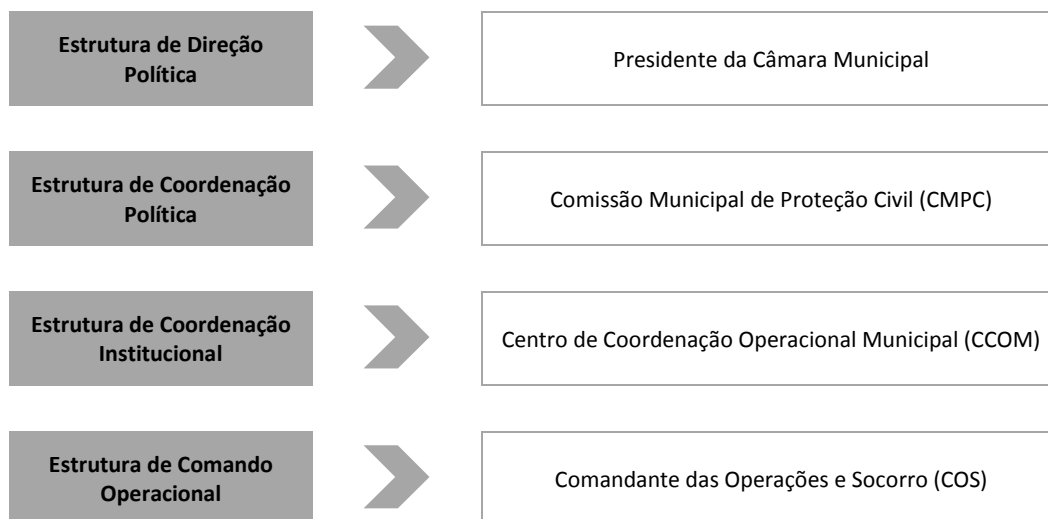 Estrutura de Direção
Política
Presidente da Câmara Municipal
Estrutura de Coordenação
Política
Comissão Municipal de Proteção Civil (CMPC)
Estrutura de Coordenação
Institucional
Centro de Coordenação Operacional Municipal (CCOM)
Estrutura de Comando
Operacional
Comandante das Operações e Socorro (COS)